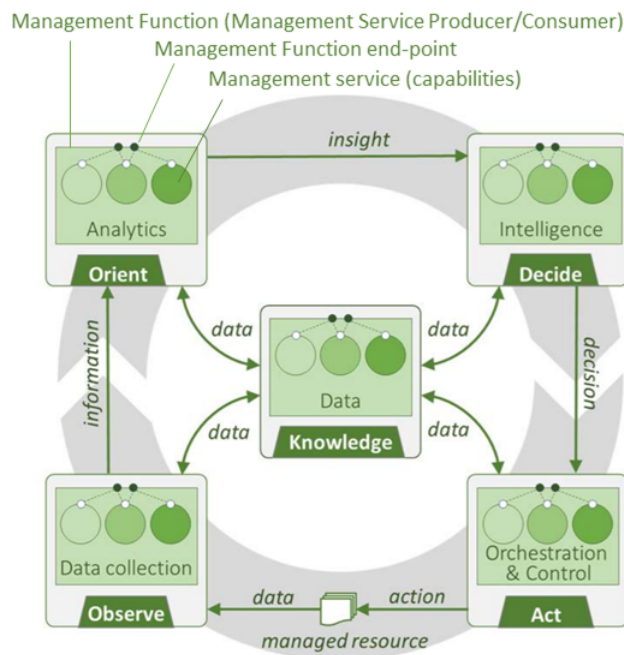 Management Function (Management Service Producer/Consumer)
Management Function end-point
Management service (capabilities)
insight
Analytics
Orient
Intelligence
Decide
information
data
data
decision
Data
Knowledge
data
data
Data collection
Observe
Orchestration
& Control
Act
data
action
managed resource